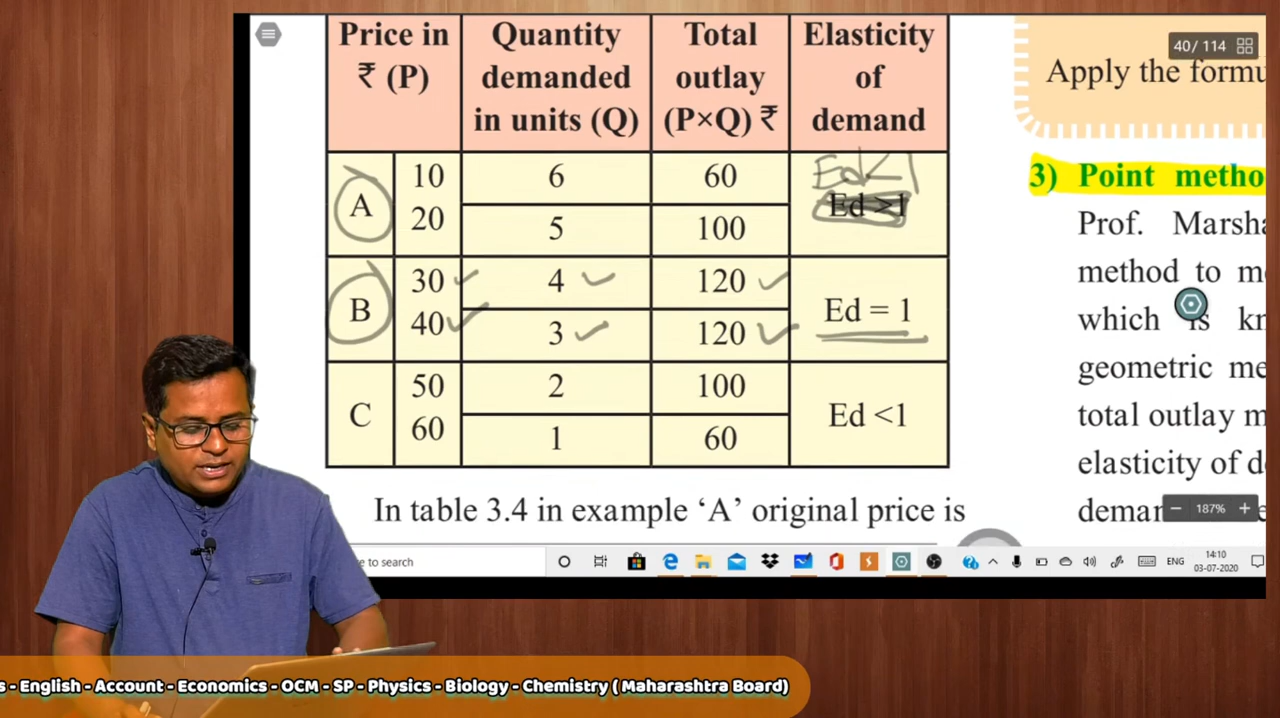 Price in ₹ (P)
Quantity demanded in units (Q)
Total outlay (P×Q) ₹
Elasticity of demand
A
10
20
6
5
60
100
Ed<1
Ed >1
B
30
40
4
3
120
120
Ed = 1
C
50
60
2
1
100
60
Ed <1
In table 3.4 in example ‘A’ original price is
40/ 114
Apply the formu
3) Point metho
Prof. Marsha
method to m
which is kn
geometric me
total outlay m
elasticity of d
deman
187%
e to search
ENG
14:10
03-07-2020
s - English - Account - Economics - OCM - SP - Physics - Biology - Chemistry ( Maharashtra Board)